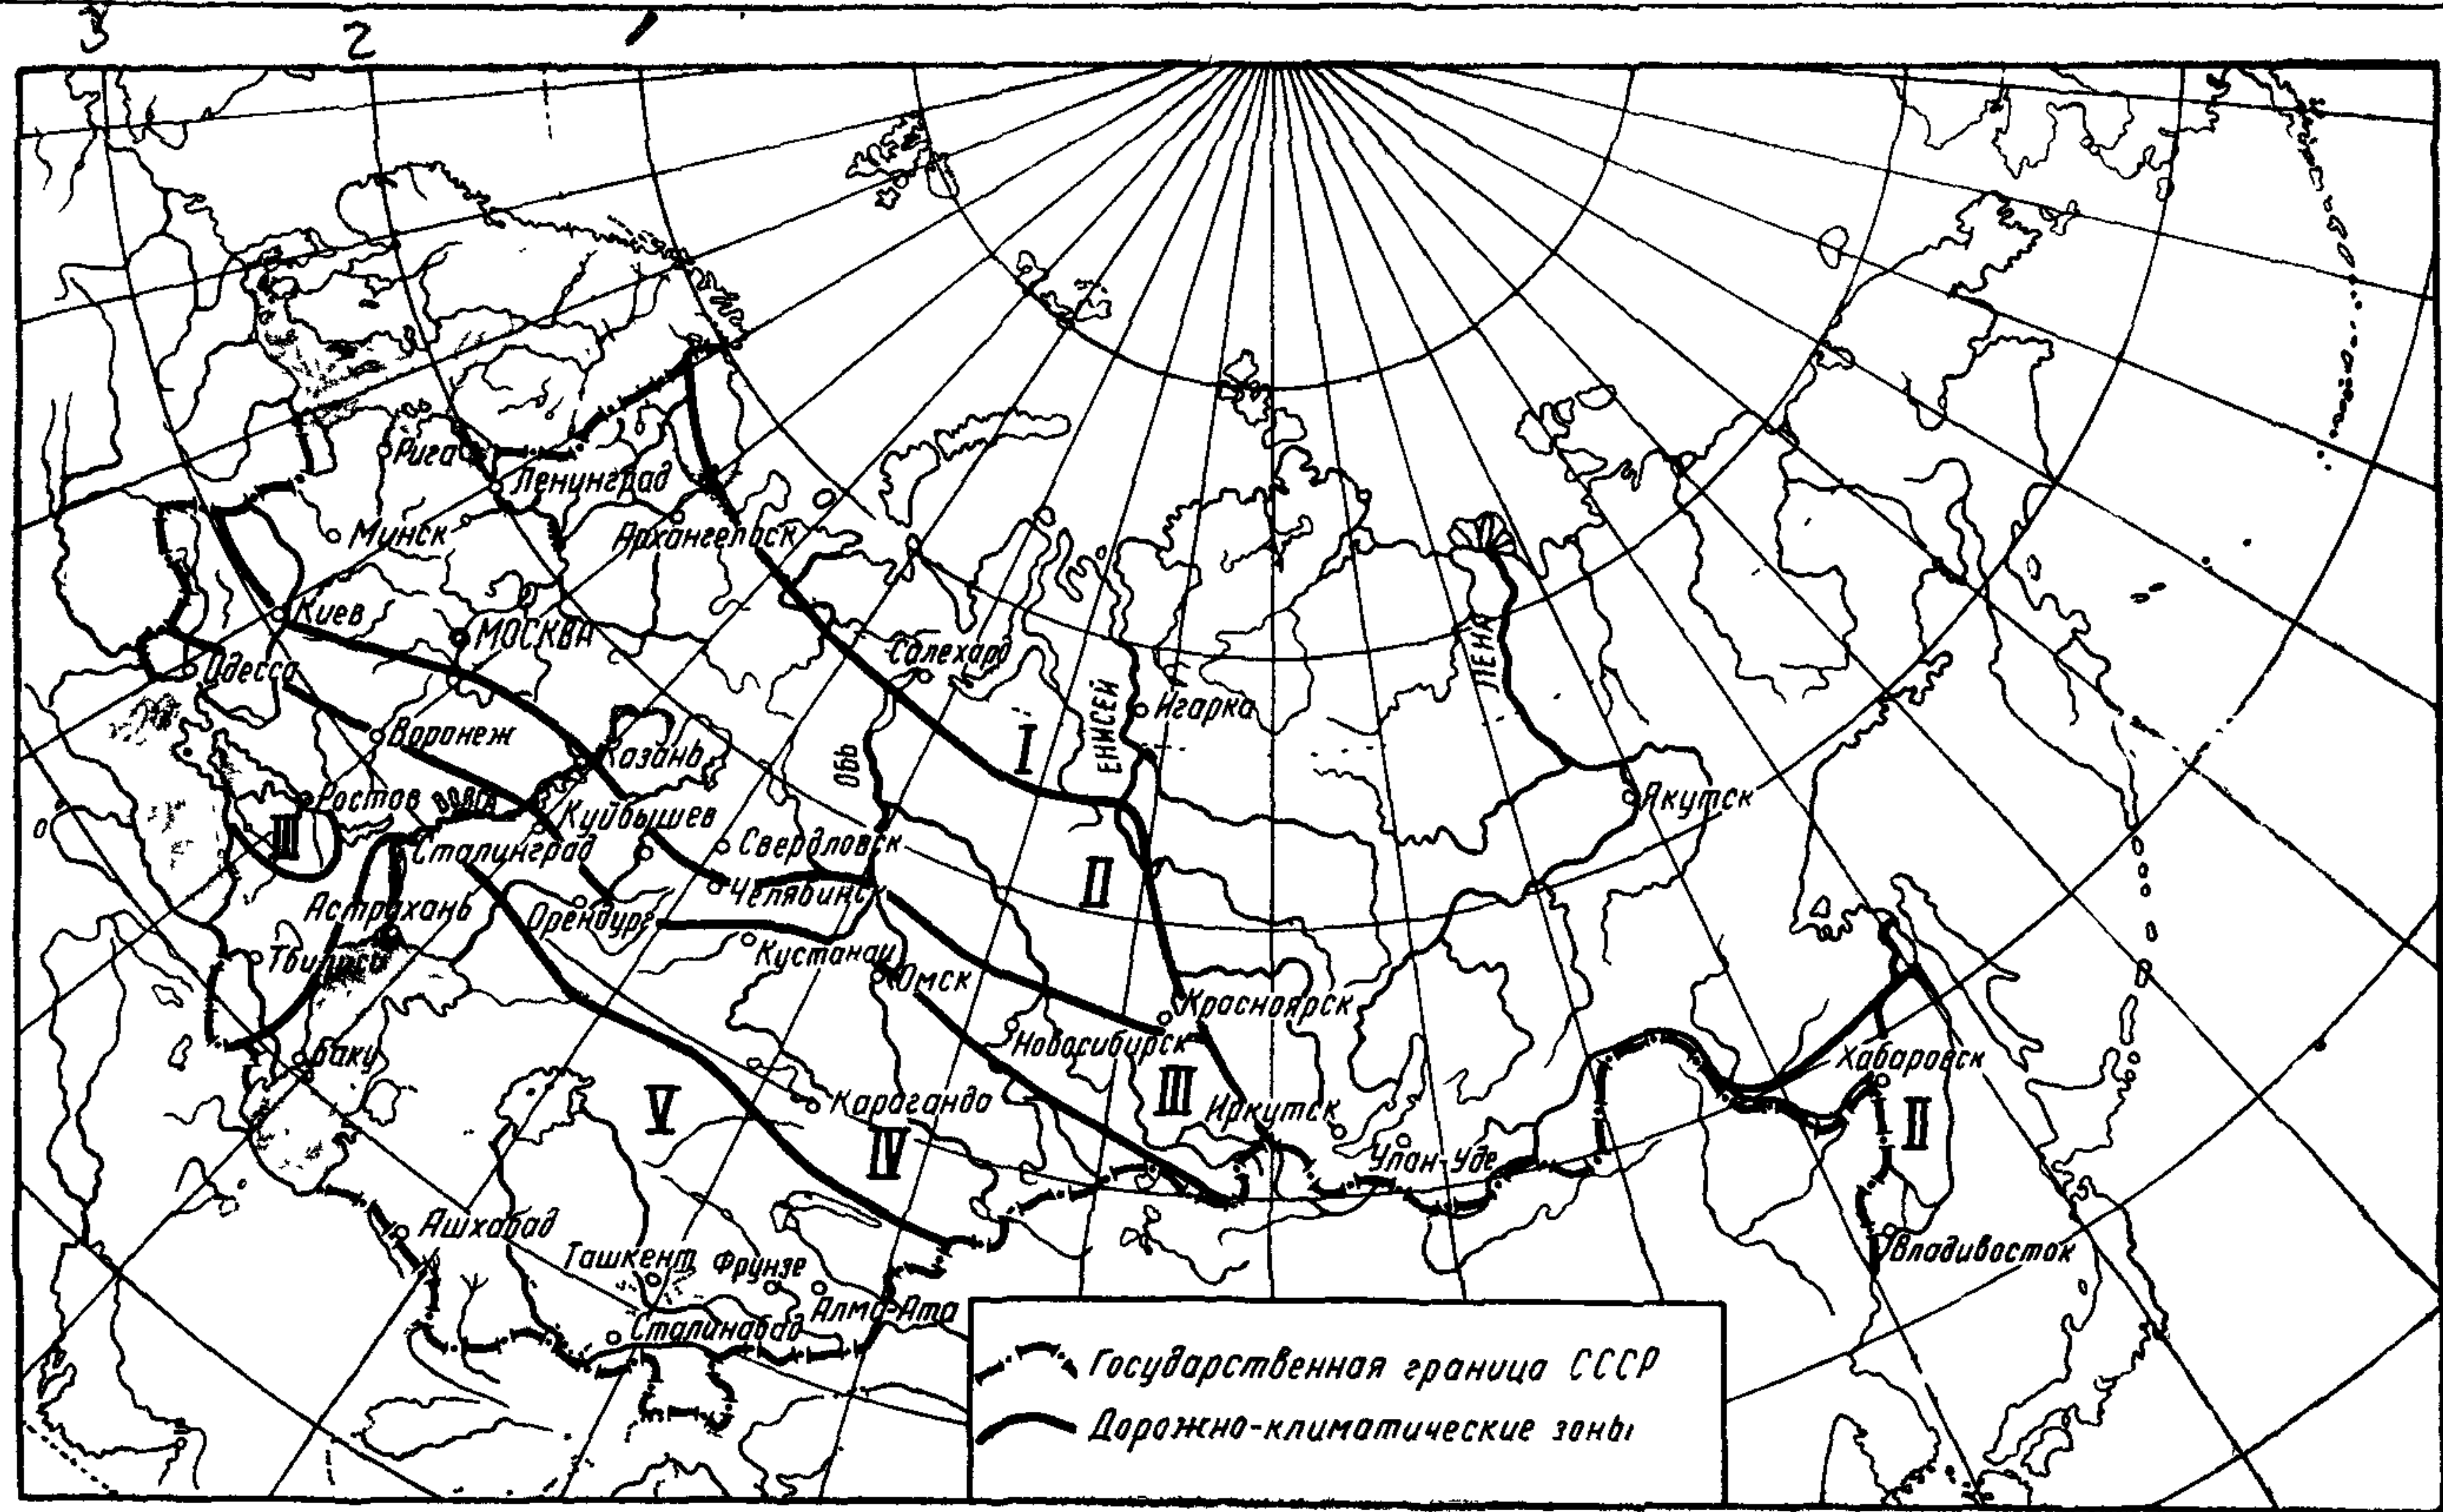 3 2 1
Рига
Ленинград
Минск
Архангельск
Киев
МОСКВА
Одесса
Салехард
ЕНИСЕЙ
Игарка
ЛЕНА
I
Воронеж
Казань
Обь
Ростов
ВОЛГА
Куйбышев
Якутск
III
Сталинград
Свердловск
Челябинск
II
Астрахань
Оренбург
Тбилиси
Кустанай
Омск
Красноярск
Новосибирск
Баку
Хабаровск
V
Караганда
III
Иркутск
II
IV
Улан-Уде
Ашхабад
Ташкент
Фрунзе
Владивосток
Алма-Ата
Сталинабад
Государственная граница СССР
Дорожно-климатические зоны